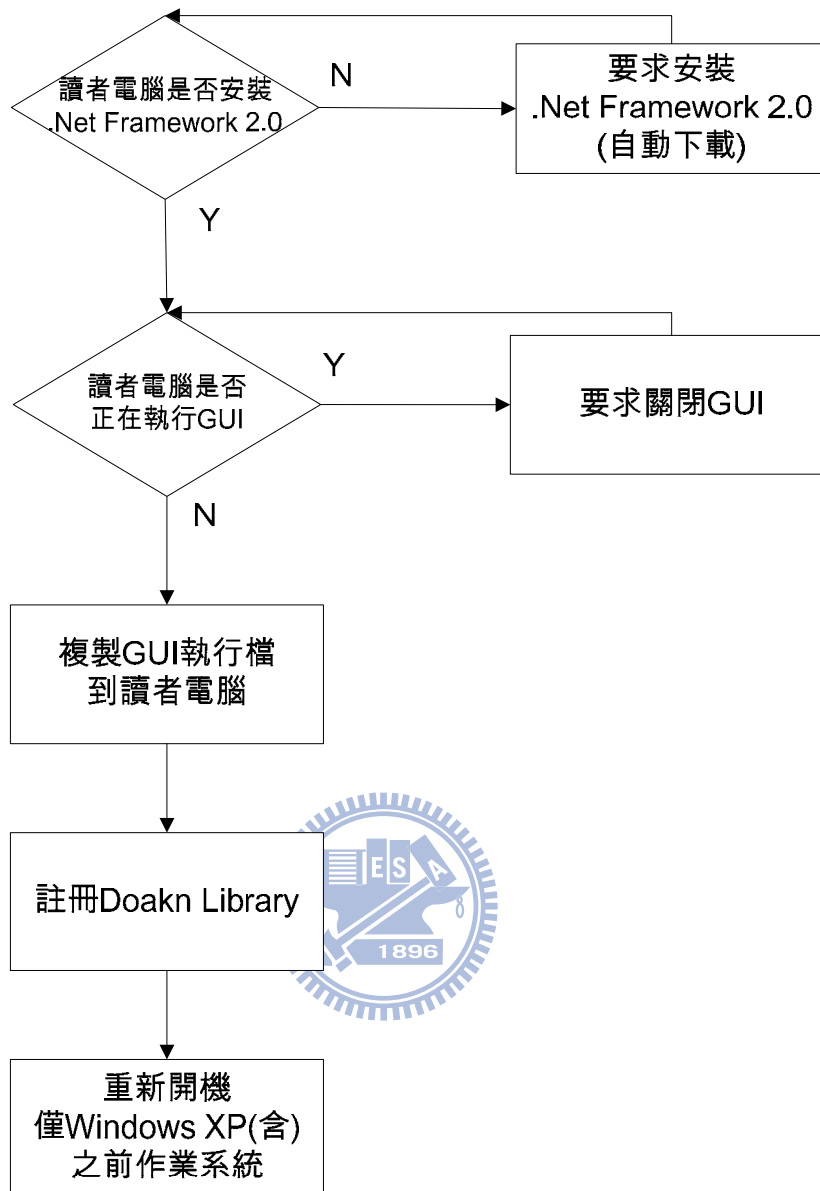 讀者電腦是否安裝
.Net Framework 2.0
N
要求安裝
.Net Framework 2.0
(自動下載)
Y
讀者電腦是否
正在執行GUI
Y
要求關閉GUI
N
複製GUI執行檔
到讀者電腦
註冊Doakn Library
E S A
1896
重新開機
僅Windows XP(含)
之前作業系統